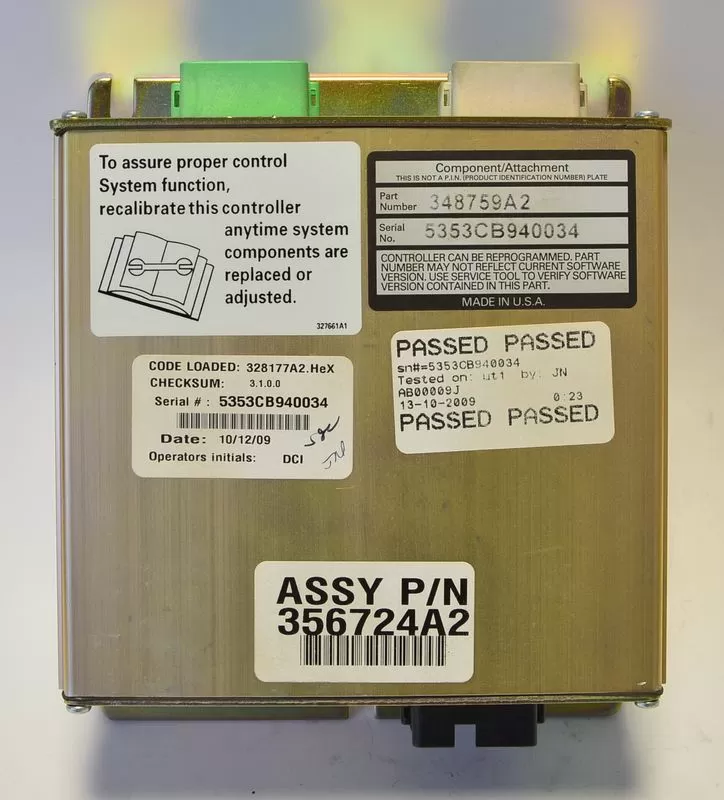 To assure proper control
System function,
recalibrate this controller
anytime system
components are
replaced or
adjusted.
327661A1
Component/Attachment
THIS IS NOT A P.I.N. (PRODUCT IDENTIFICATION NUMBER) PLATE
Part Number 348759A2
Serial No. 5353CB940034
CONTROLLER CAN BE REPROGRAMMED. PART
NUMBER MAY NOT REFLECT CURRENT SOFTWARE
VERSION. USE SERVICE TOOL TO VERIFY SOFTWARE
VERSION CONTAINED IN THIS PART.
MADE IN U.S.A.
CODE LOADED: 328177A2.HeX
CHECKSUM: 3.1.0.0
Serial # : 5353CB940034
Date: 10/12/09
Operators initials: DCI
PASSED PASSED
sn#=5353CB940034
Tested on: ut1 by: JN
AB00009J
13-10-2009 0:23
PASSED PASSED
ASSY P/N
356724A2